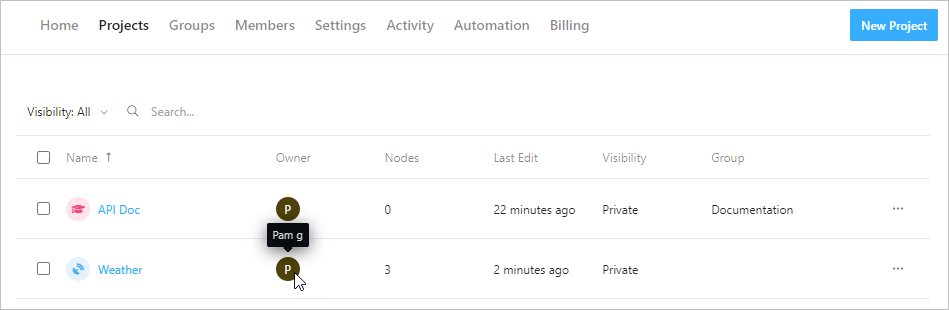 Home Projects Groups Members Settings Activity Automation Billing New Project
Visibility: All Search...
Name ↑ Owner Nodes Last Edit Visibility Group
API Doc P 0 22 minutes ago Private Documentation ...
Pam g
Weather P 3 2 minutes ago Private ...